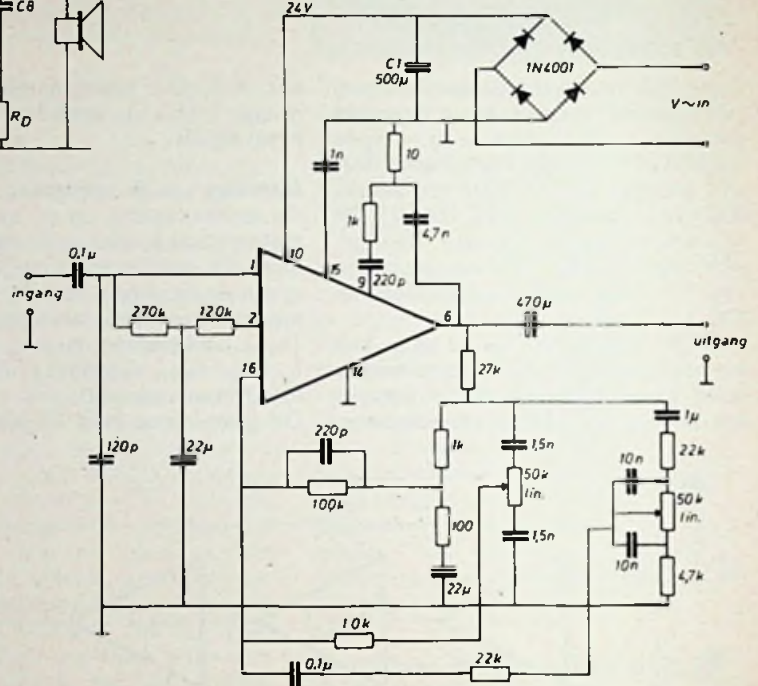 C8
R_D
24V
C1
500µ
1N4001
V~in
10
1n
1k
4,7n
0,1µ
ingang
1
10
15
9
220p
270k
120k
2
6
470µ
uitgang
16
14
27k
120p
22µ
220p
100k
1k
1,5n
50k
lin.
1,5n
100
22µ
1µ
22k
10n
50k
lin.
10n
4,7k
10k
0,1µ
22k